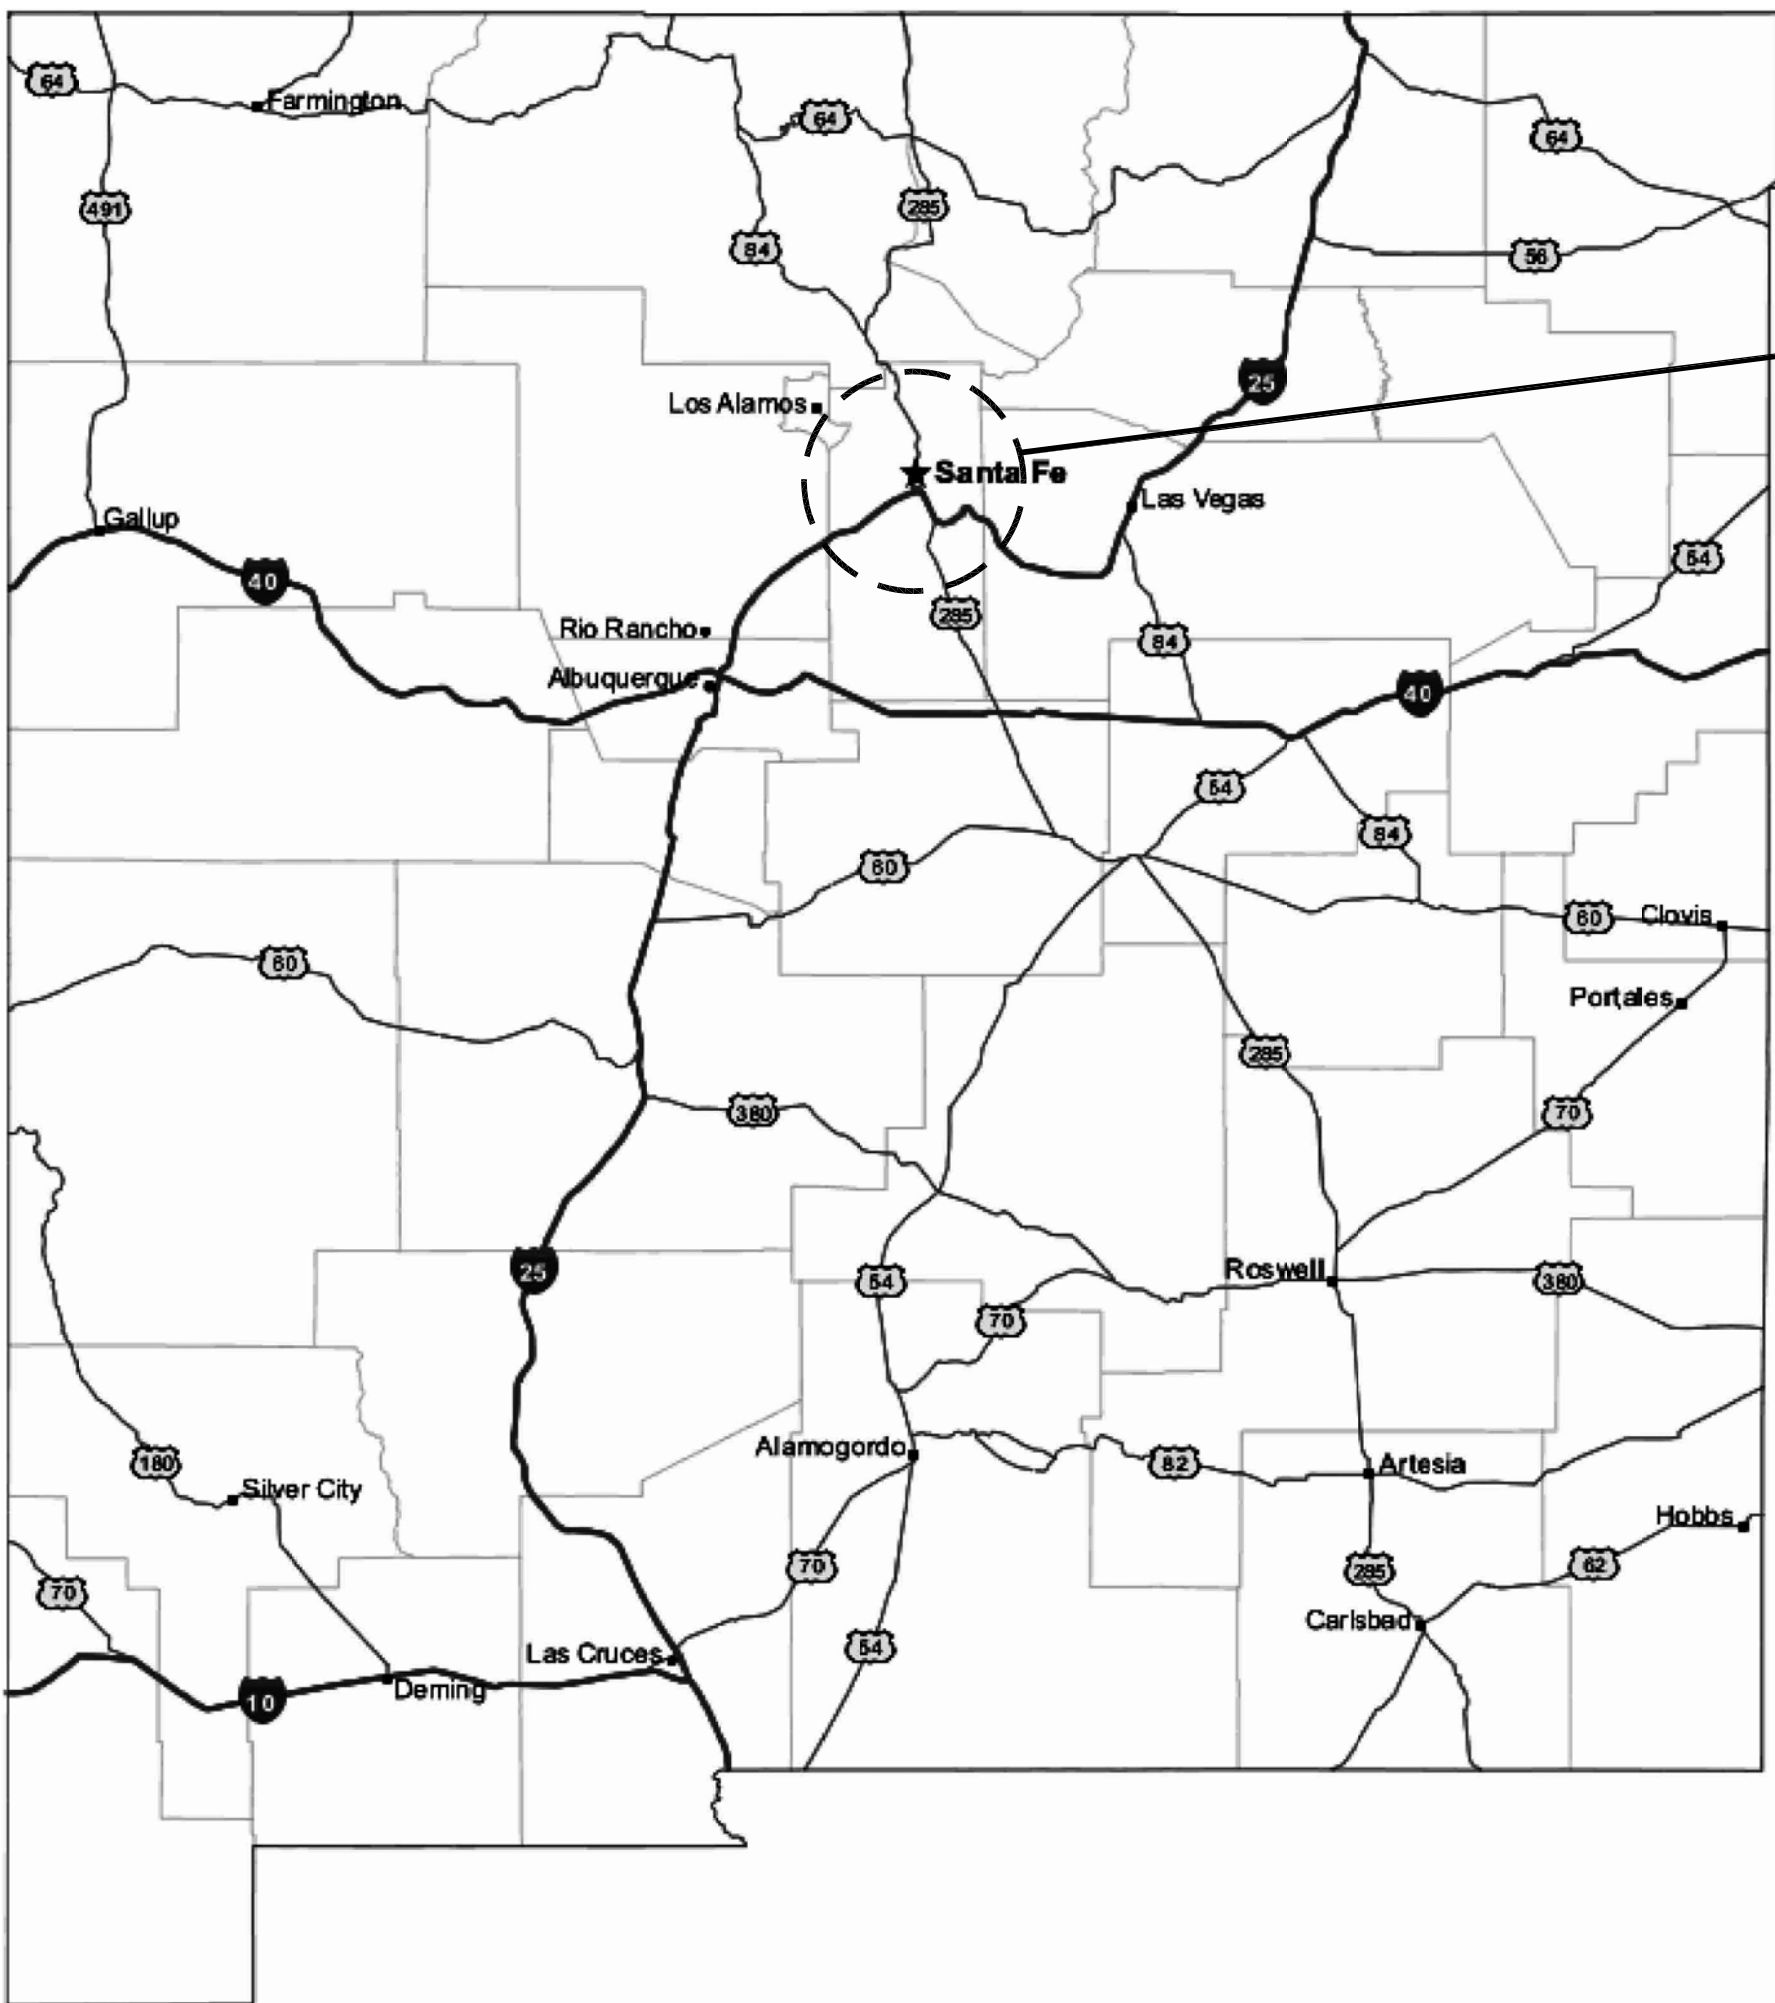 64
Farmington
64
64
491
285
84
56
25
Los Alamos
Santa Fe
Las Vegas
Gallup
40
54
285
Rio Rancho
84
Albuquerque
40
54
84
60
60
Clovis
60
Portales
285
380
70
Roswell
25
54
380
70
Alamogordo
180
82
Artesia
Silver City
Hobbs
70
285
62
70
Carlsbad
54
Las Cruces
Deming
10